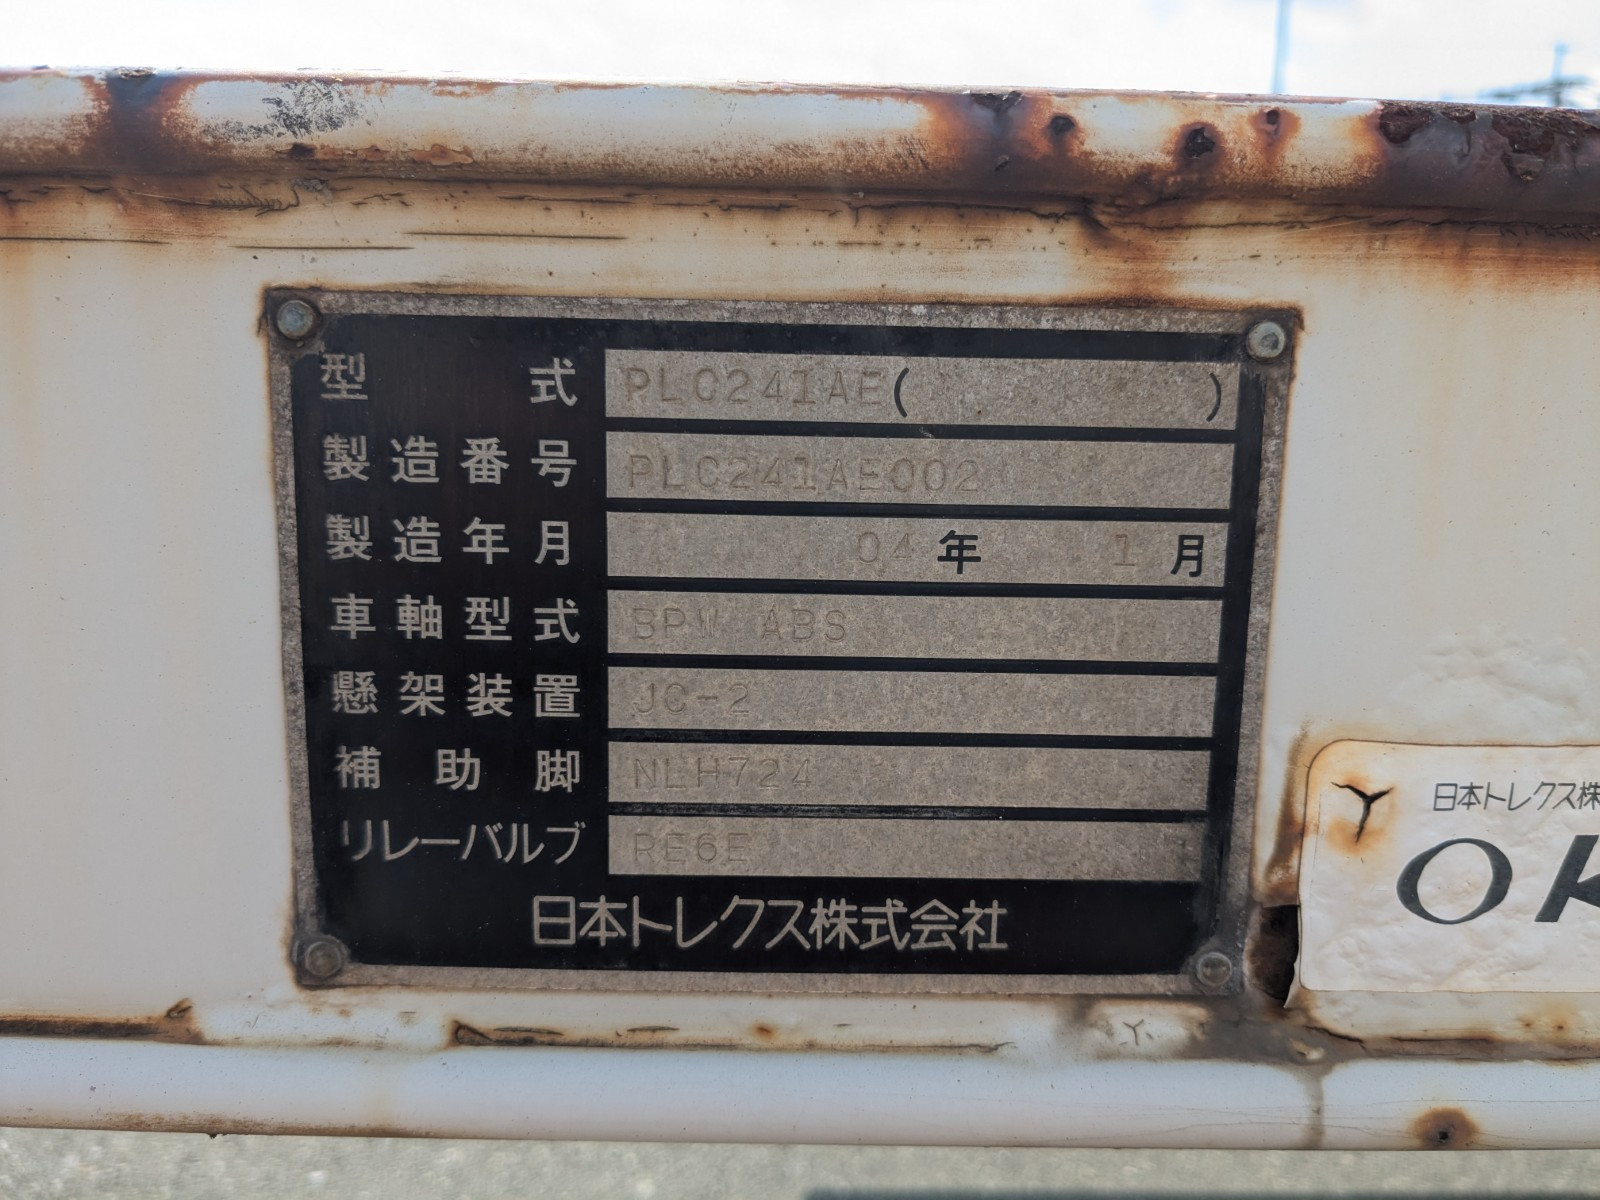 型式 PLC241AE( )
製造番号 PLC241AE002
製造年月 04年 1月
車軸型式 BPW ABS
懸架装置 JC-2
補助脚 NLH724
リレーバルブ RE6E
日本トレクス株式会社
日本トレクス株
OK